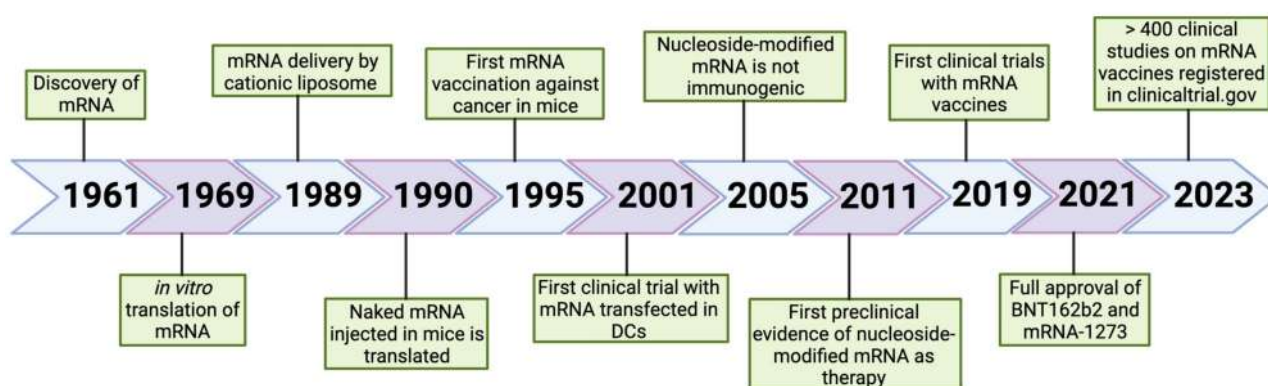 Discovery of
mRNA
mRNA delivery by
cationic liposome
First mRNA
vaccination against
cancer in mice
Nucleoside-modified
mRNA is not
immunogenic
First clinical trials
with mRNA
vaccines
> 400 clinical
studies on mRNA
vaccines registered
in clinicaltrial.gov
1961
1969
1989
1990
1995
2001
2005
2011
2019
2021
2023
in vitro
translation of
mRNA
Naked mRNA
injected in mice is
translated
First clinical trial with
mRNA transfected in
DCs
First preclinical
evidence of nucleoside-
modified mRNA as
therapy
Full approval of
BNT162b2 and
mRNA-1273